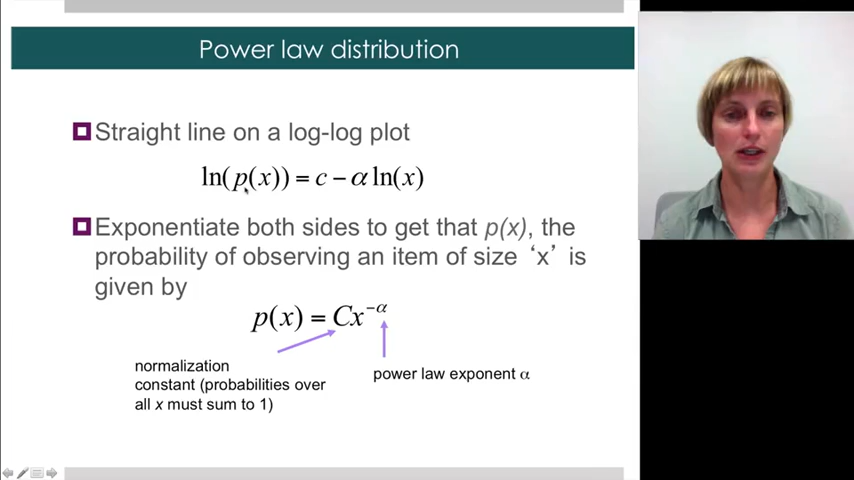 Power law distribution
Straight line on a log-log plot
ln(p(x)) = c − α ln(x)
Exponentiate both sides to get that p(x), the
probability of observing an item of size ‘x’ is
given by
p(x) = Cx^{−α}
normalization
constant (probabilities over
all x must sum to 1)
power law exponent α